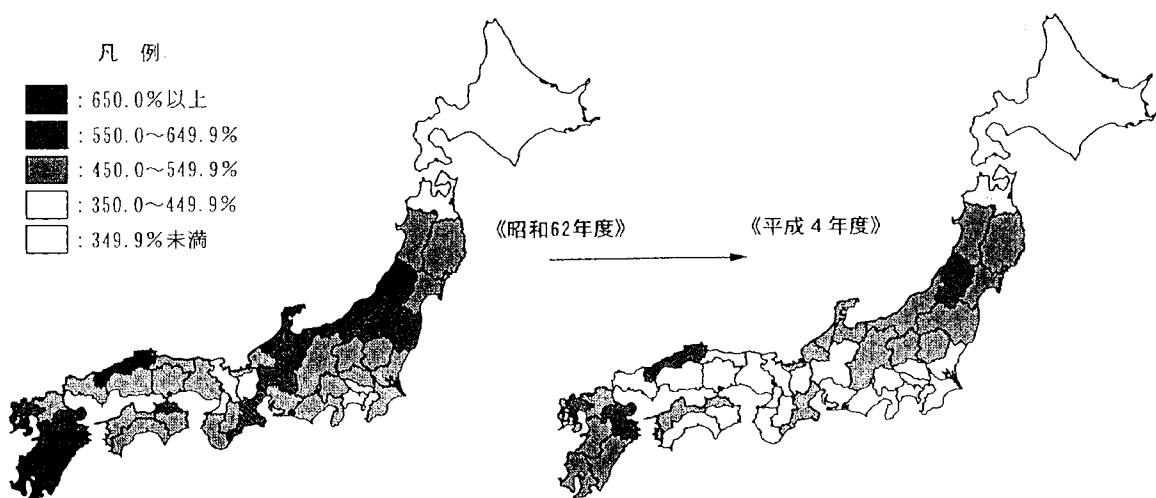 凡 例
: 650.0%以上
: 550.0〜649.9%
: 450.0〜549.9%
: 350.0〜449.9%
: 349.9%未満
《昭和62年度》
《平成4年度》